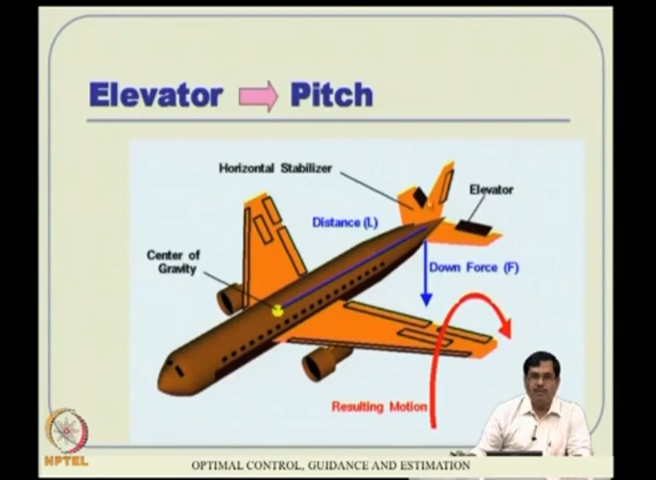 Elevator Pitch
Horizontal Stabilizer
Elevator
Distance (L)
Center of
Gravity
Down Force (F)
Resulting Motion
NPTEL
OPTIMAL CONTROL, GUIDANCE AND ESTIMATION